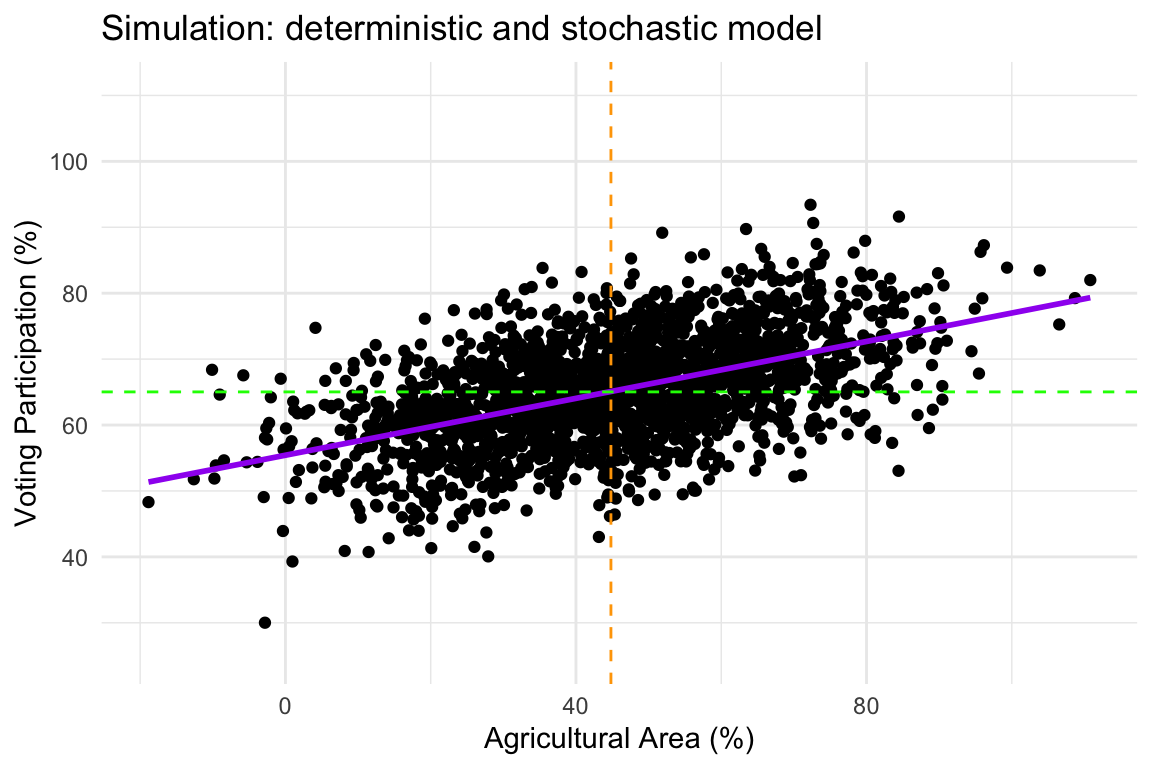 Simulation: deterministic and stochastic model
100
80
60
40
Voting Participation (%)
0 40 80
Agricultural Area (%)